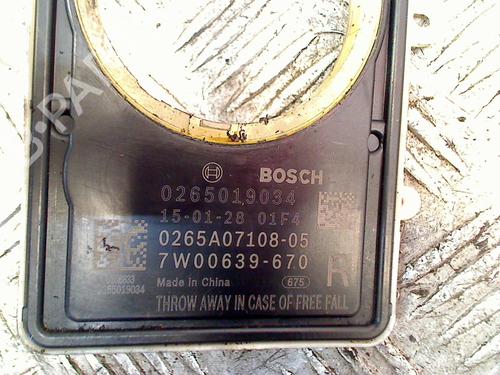 BOSCH
0265019034
15-01-28 01F4
0265A07108-05
7W00639-670
R
Made in China
675
THROW AWAY IN CASE OF FREE FALL